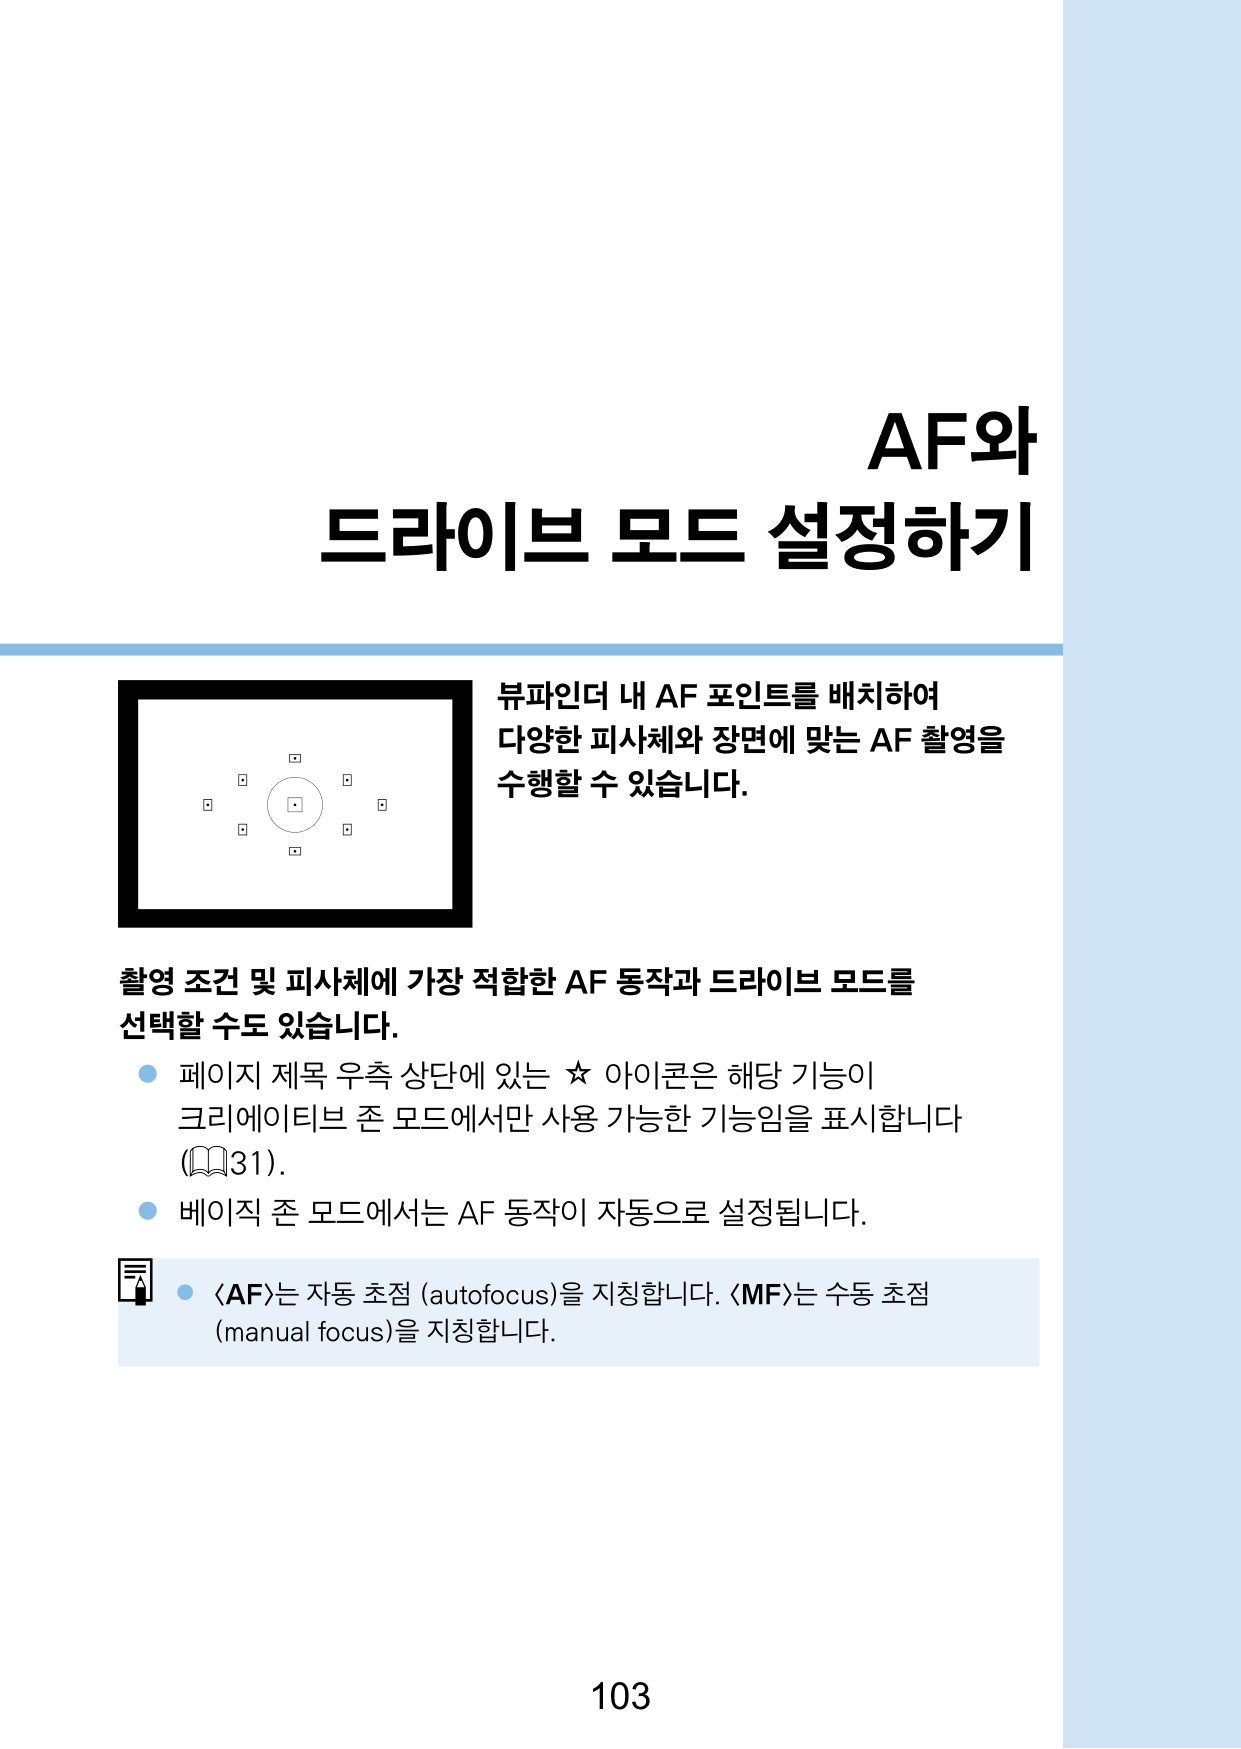 AF와
드라이브 모드 설정하기
뷰파인더 내 AF 포인트를 배치하여
다양한 피사체와 장면에 맞는 AF 촬영을
수행할 수 있습니다.
촬영 조건 및 피사체에 가장 적합한 AF 동작과 드라이브 모드를
선택할 수도 있습니다.
● 페이지 제목 우측 상단에 있는 ☆ 아이콘은 해당 기능이
크리에이티브 존 모드에서만 사용 가능한 기능임을 표시합니다
(📖31).
● 베이직 존 모드에서는 AF 동작이 자동으로 설정됩니다.
● 〈AF〉는 자동 초점 (autofocus)을 지칭합니다. 〈MF〉는 수동 초점
(manual focus)을 지칭합니다.
103